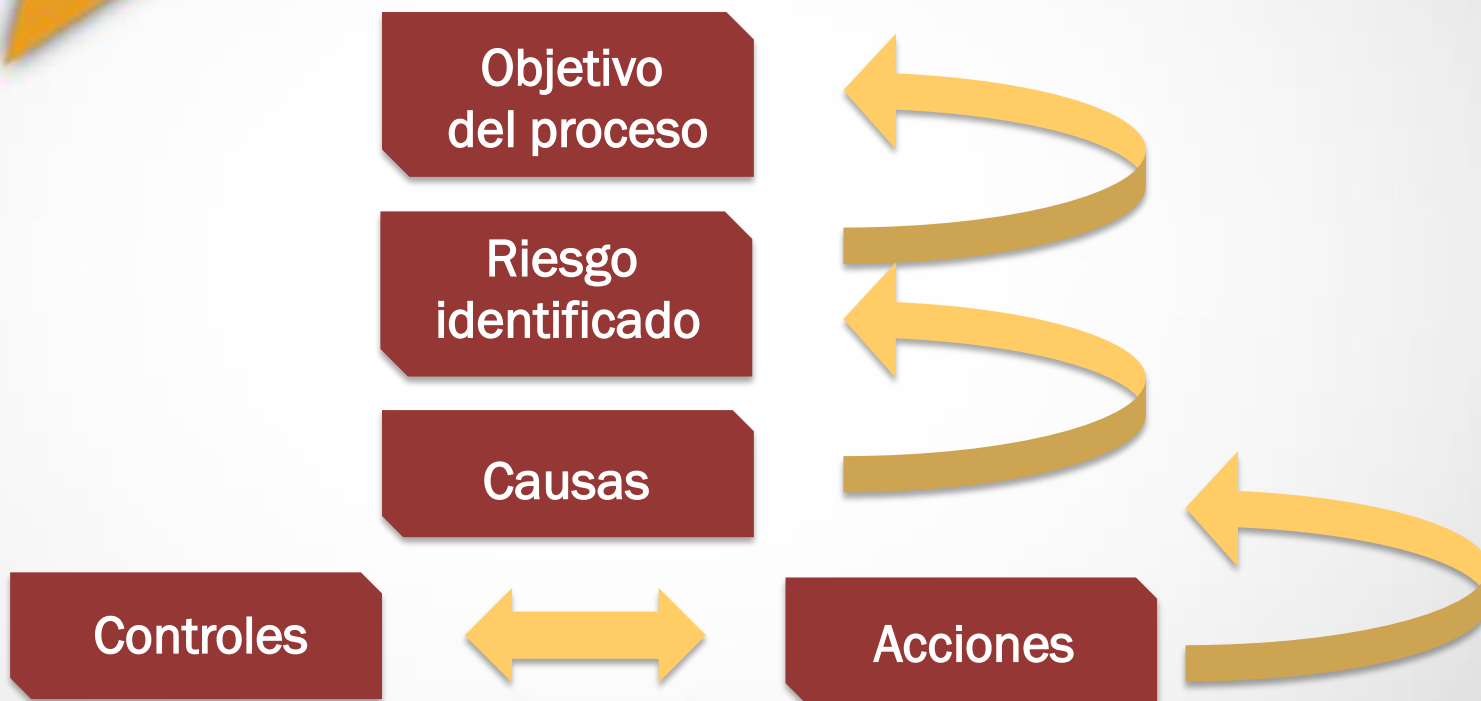 Objetivo
del proceso
Riesgo
identificado
Causas
Controles
Acciones